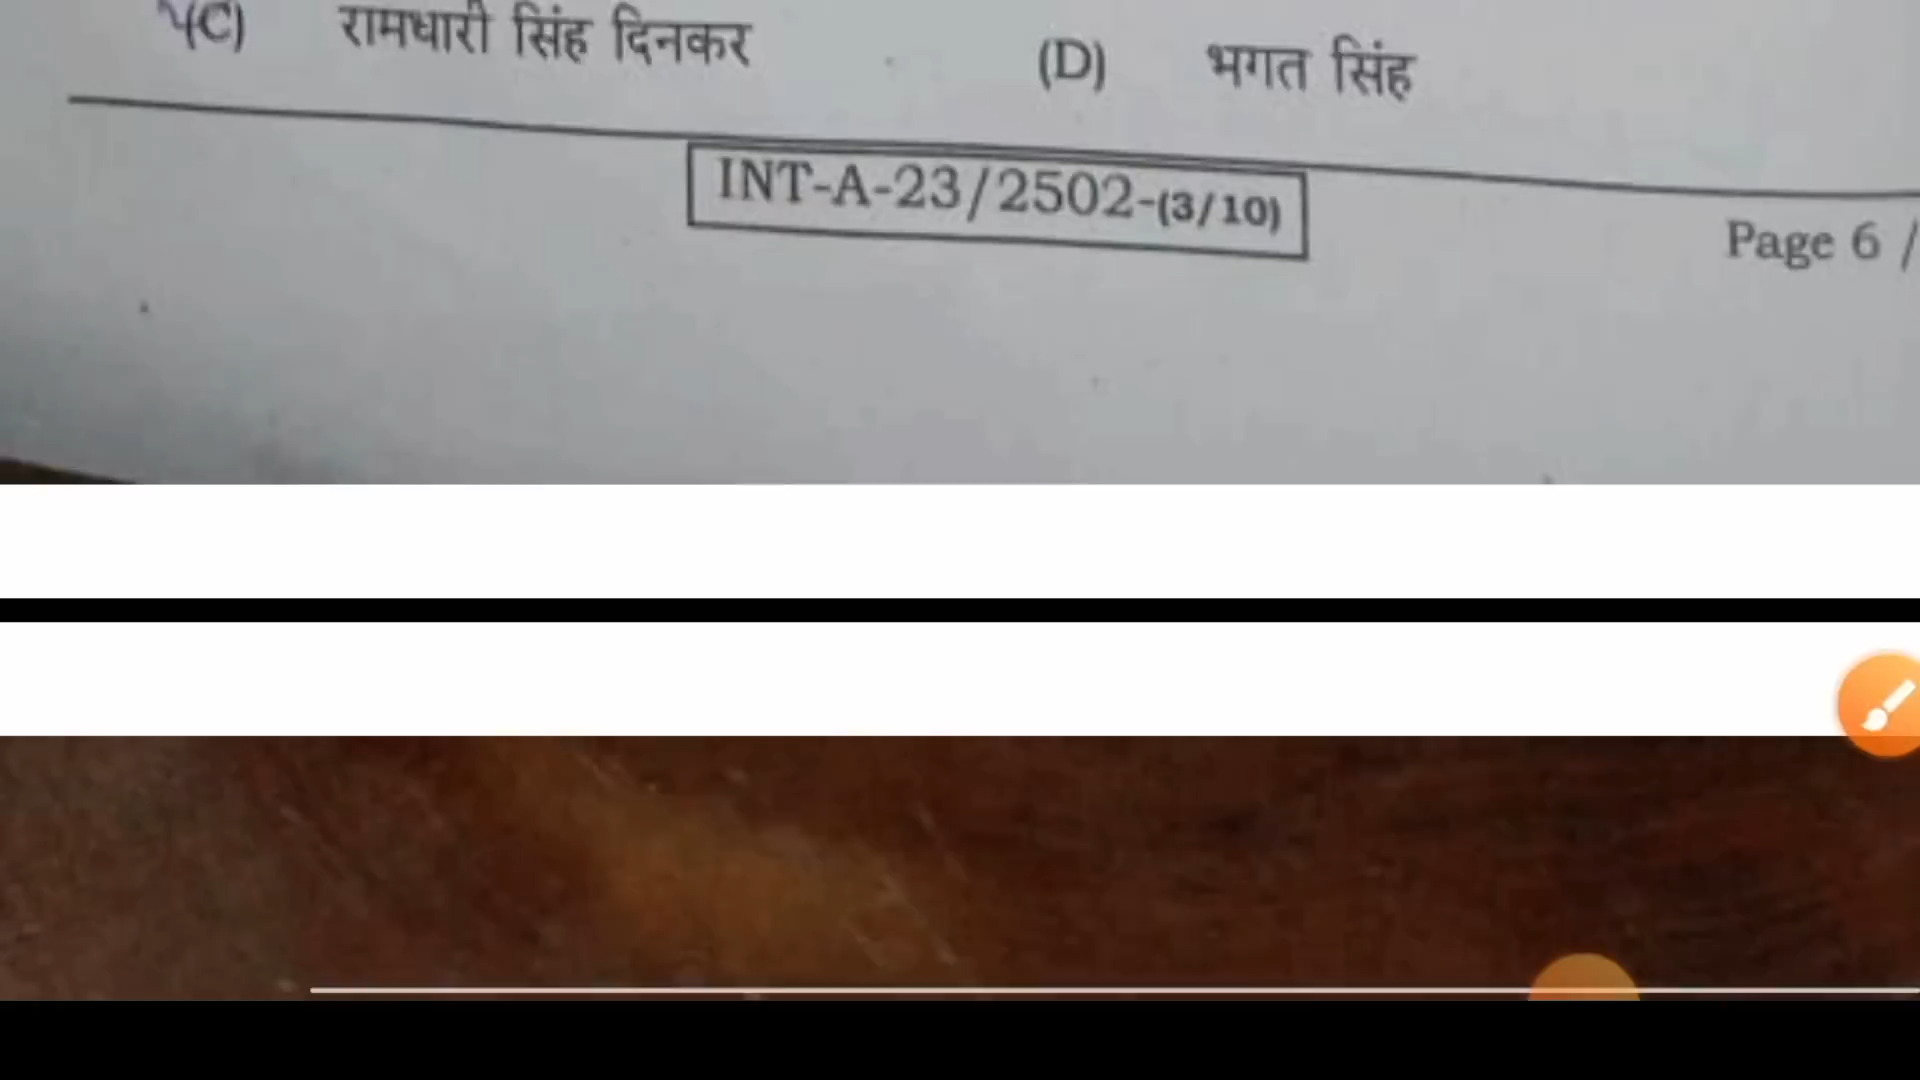 (C) रामधारी सिंह दिनकर (D) भगत सिंह
INT-A-23/2502-(3/10)
Page 6 /